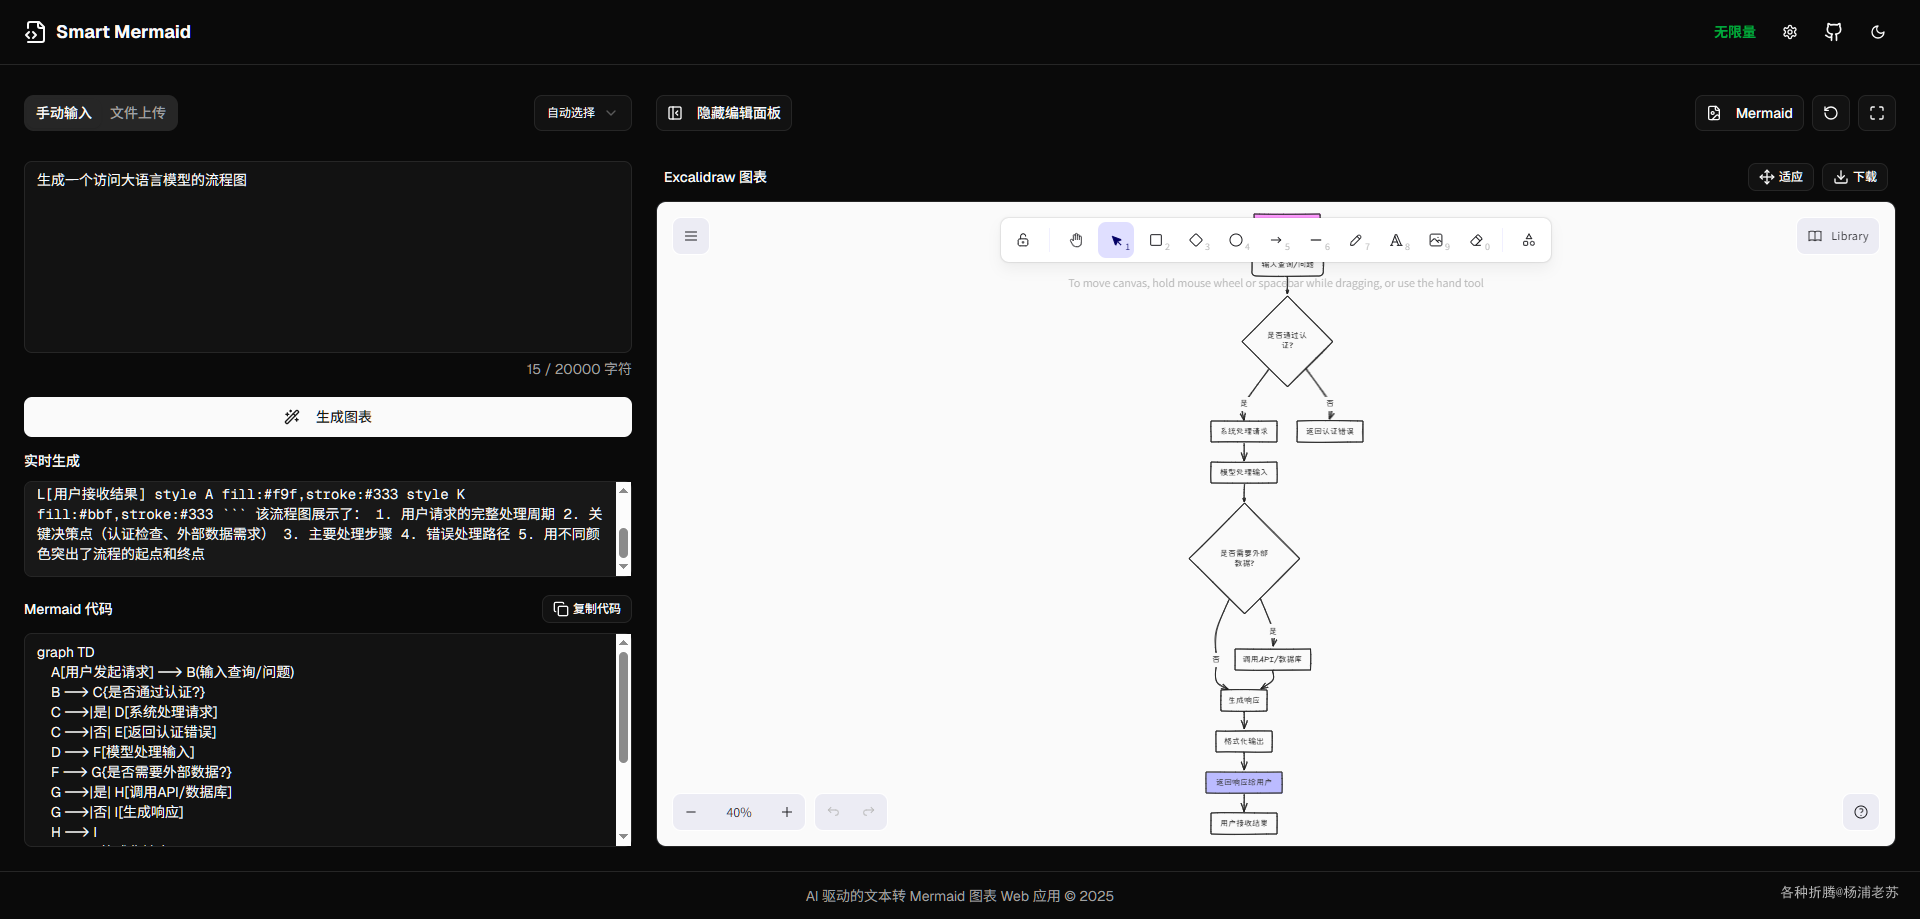 Smart Mermaid
无限量
手动输入
文件上传
自动选择
隐藏编辑面板
Mermaid
生成一个访问大语言模型的流程图
15 / 20000 字符
生成图表
实时生成
L[用户接收结果] style A fill:#f9f,stroke:#333 style K
fill:#bbf,stroke:#333 ``` 该流程图展示了： 1. 用户请求的完整处理周期 2. 关
键决策点（认证检查、外部数据需求） 3. 主要处理步骤 4. 错误处理路径 5. 用不同颜
色突出了流程的起点和终点
Mermaid 代码
复制代码
graph TD
A[用户发起请求] --> B(输入查询/问题)
B --> C{是否通过认证?}
C -->|是| D[系统处理请求]
C -->|否| E[返回认证错误]
D --> F[模型处理输入]
F --> G{是否需要外部数据?}
G -->|是| H[调用API/数据库]
G -->|否| I[生成响应]
H --> I
Excalidraw 图表
适应
下载
1
2
3
4
5
6
7
8
9
0
Library
输入查询/问题
To move canvas, hold mouse wheel or spacebar while dragging, or use the hand tool
是否通过认
证?
是
否
系统处理请求
返回认证错误
模型处理输入
是否需要外部
数据?
是
否
调用API/数据库
生成响应
格式化输出
返回响应给用户
用户接收结果
40%
AI 驱动的文本转 Mermaid 图表 Web 应用 © 2025
各种折腾@杨浦老苏